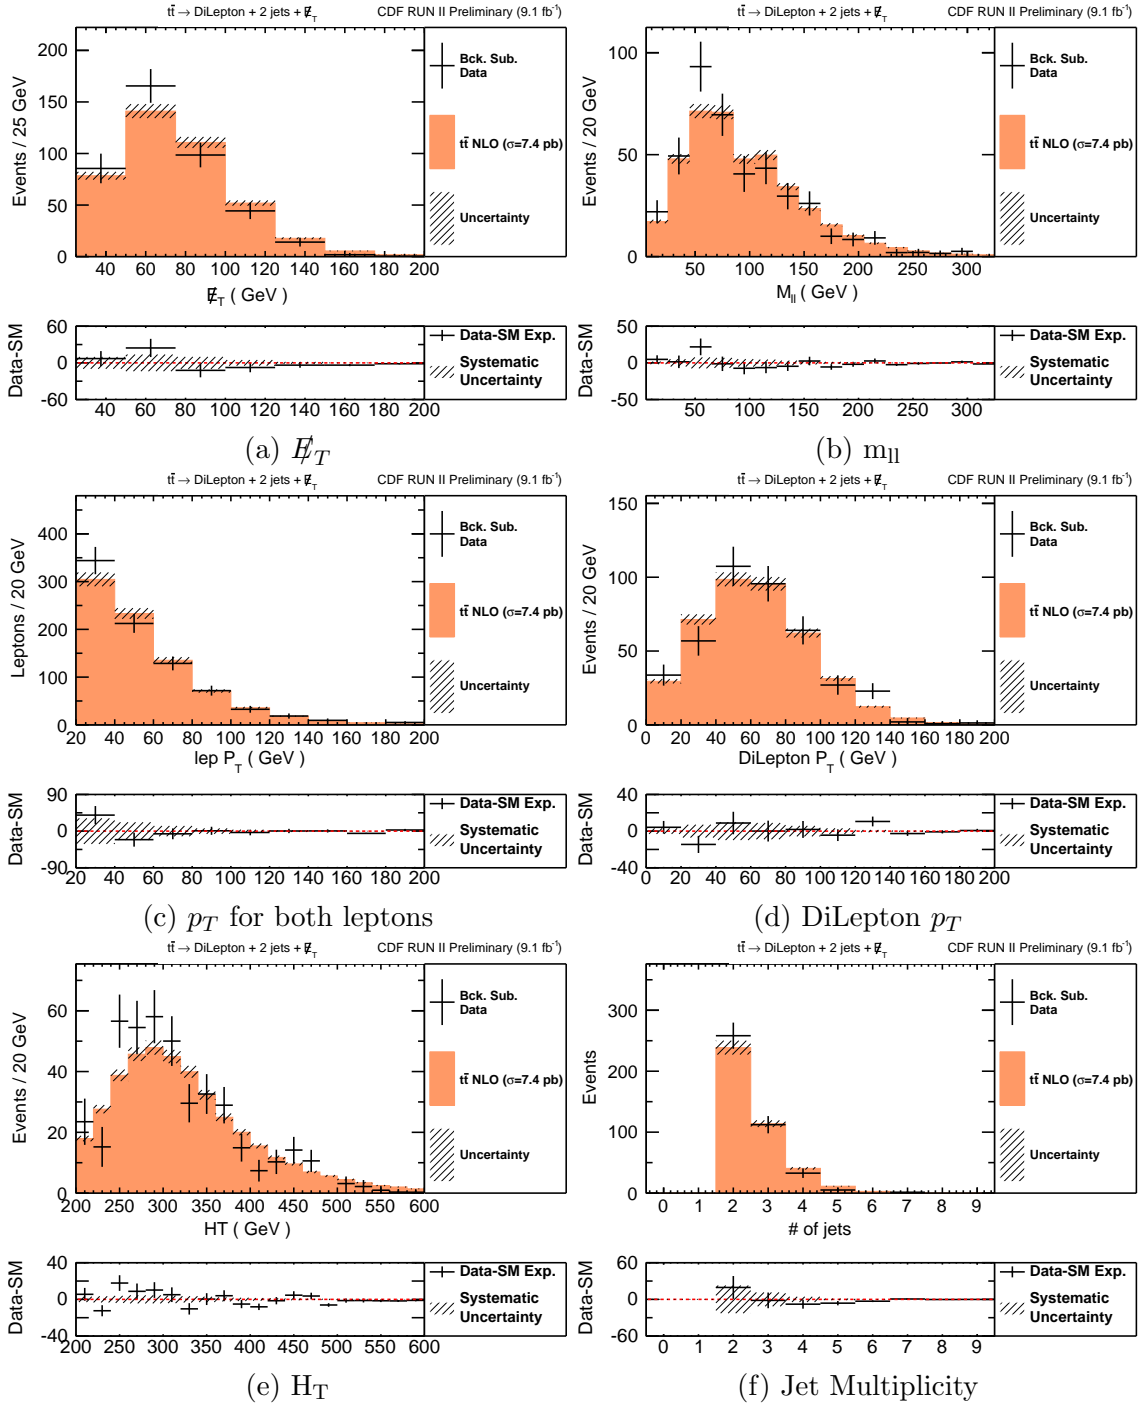 tt̄ → DiLepton + 2 jets + E̸_T CDF RUN II Preliminary (9.1 fb⁻¹)
Events / 25 GeV
200
150
100
50
0
40 60 80 100 120 140 160 180 200
E̸_T ( GeV )
Bck. Sub.
Data
tt̄ NLO (σ=7.4 pb)
Uncertainty
Data-SM
60
0
-60
40 60 80 100 120 140 160 180 200
Data-SM Exp.
Systematic
Uncertainty
(a) E̸_T
tt̄ → DiLepton + 2 jets + E̸_T CDF RUN II Preliminary (9.1 fb⁻¹)
Events / 20 GeV
100
50
0
50 100 150 200 250 300
M_ll ( GeV )
Bck. Sub.
Data
tt̄ NLO (σ=7.4 pb)
Uncertainty
Data-SM
50
0
-50
50 100 150 200 250 300
Data-SM Exp.
Systematic
Uncertainty
(b) m_ll
tt̄ → DiLepton + 2 jets + E̸_T CDF RUN II Preliminary (9.1 fb⁻¹)
Leptons / 20 GeV
400
300
200
100
0
20 40 60 80 100 120 140 160 180 200
lep P_T ( GeV )
Bck. Sub.
Data
tt̄ NLO (σ=7.4 pb)
Uncertainty
Data-SM
90
0
-90
20 40 60 80 100 120 140 160 180 200
Data-SM Exp.
Systematic
Uncertainty
(c) p_T for both leptons
tt̄ → DiLepton + 2 jets + E̸_T CDF RUN II Preliminary (9.1 fb⁻¹)
Events / 20 GeV
150
100
50
0
0 20 40 60 80 100 120 140 160 180 200
DiLepton P_T ( GeV )
Bck. Sub.
Data
tt̄ NLO (σ=7.4 pb)
Uncertainty
Data-SM
40
0
-40
0 20 40 60 80 100 120 140 160 180 200
Data-SM Exp.
Systematic
Uncertainty
(d) DiLepton p_T
tt̄ → DiLepton + 2 jets + E̸_T CDF RUN II Preliminary (9.1 fb⁻¹)
Events / 20 GeV
60
40
20
0
200 250 300 350 400 450 500 550 600
HT ( GeV )
Bck. Sub.
Data
tt̄ NLO (σ=7.4 pb)
Uncertainty
Data-SM
40
0
-40
200 250 300 350 400 450 500 550 600
Data-SM Exp.
Systematic
Uncertainty
(e) H_T
tt̄ → DiLepton + 2 jets + E̸_T CDF RUN II Preliminary (9.1 fb⁻¹)
Events
300
200
100
0
0 1 2 3 4 5 6 7 8 9
# of jets
Bck. Sub.
Data
tt̄ NLO (σ=7.4 pb)
Uncertainty
Data-SM
60
0
-60
0 1 2 3 4 5 6 7 8 9
Data-SM Exp.
Systematic
Uncertainty
(f) Jet Multiplicity